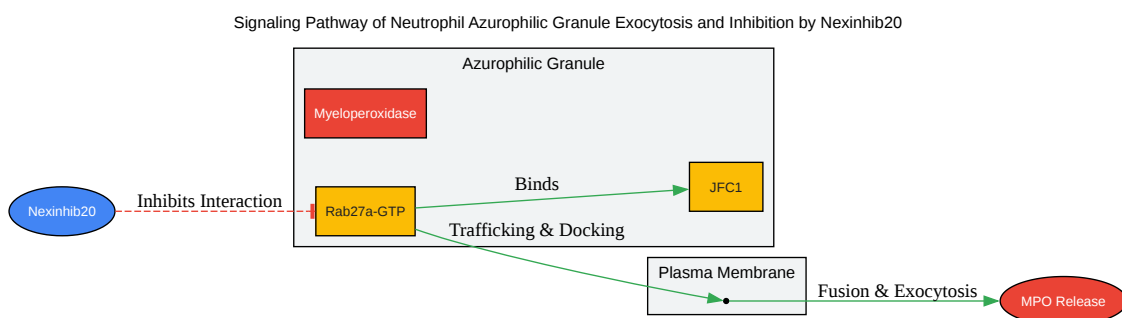 Signaling Pathway of Neutrophil Azurophilic Granule Exocytosis and Inhibition by Nexinhib20
Azurophilic Granule
Myeloperoxidase
JFC1
Binds
Nexinhib20
Inhibits Interaction
Rab27a-GTP
Trafficking & Docking
Plasma Membrane
Fusion & Exocytosis
MPO Release